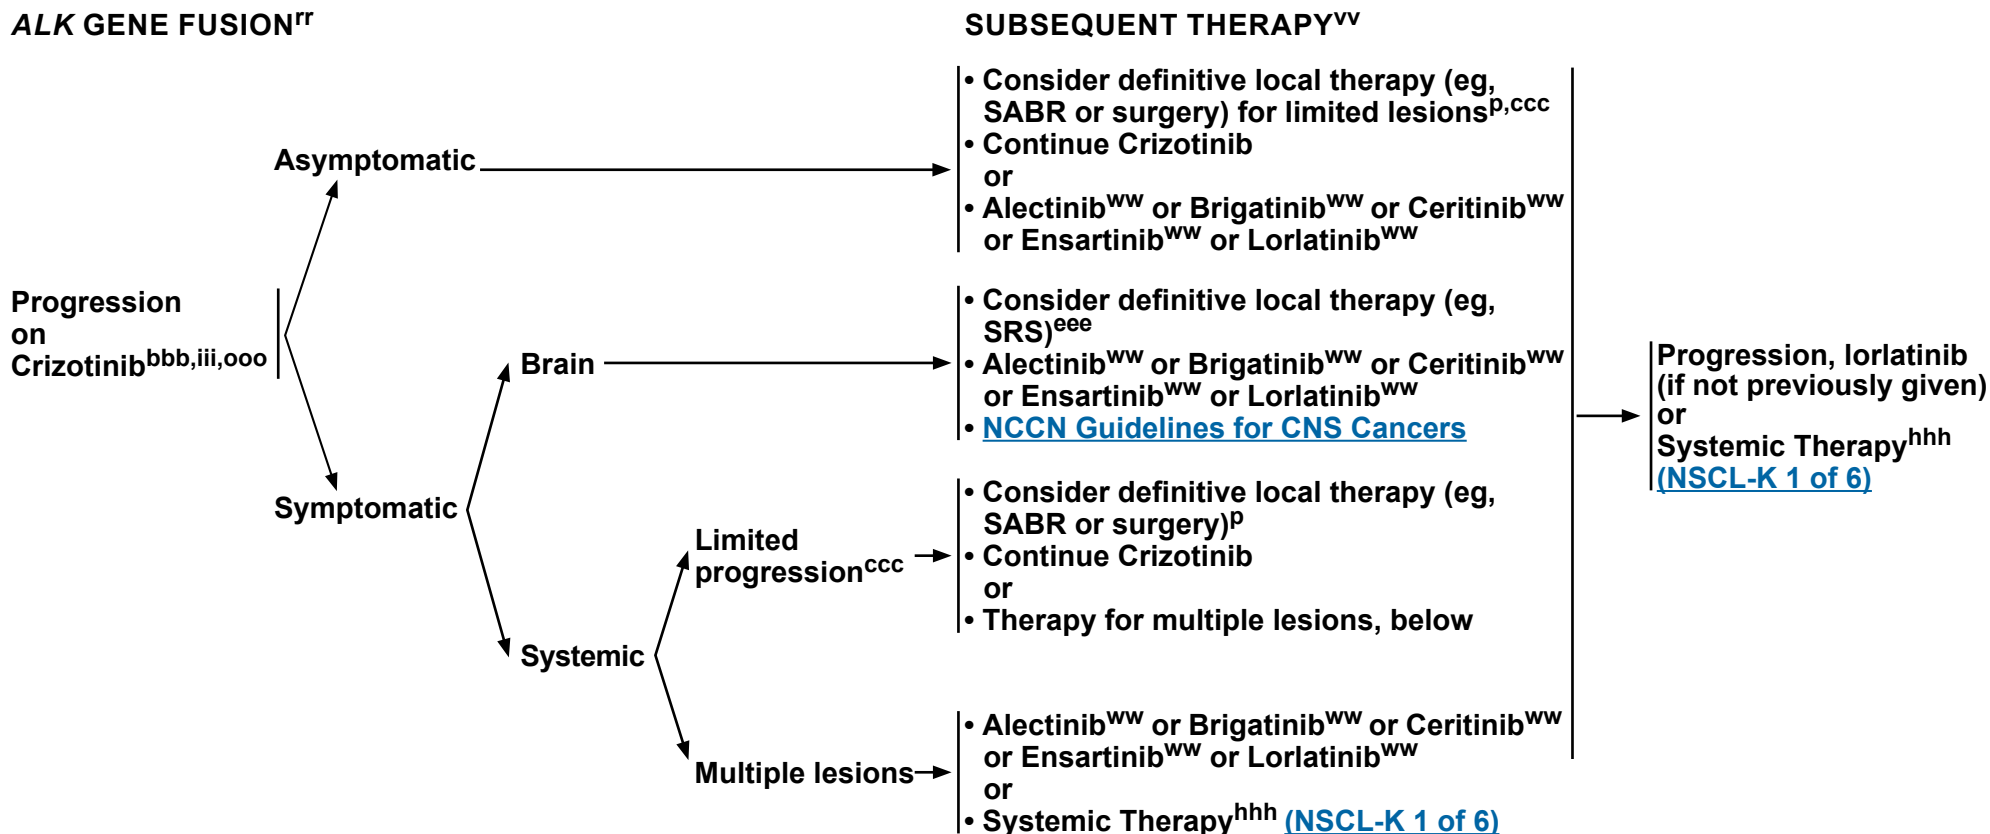 ALK GENE FUSIONrr
SUBSEQUENT THERAPYvv
Progression
on
Crizotinibbbb,iii,ooo
Asymptomatic
• Consider definitive local therapy (eg,
SABR or surgery) for limited lesionsp,ccc
• Continue Crizotinib
or
• Alectinibww or Brigatinibww or Ceritinibww
or Ensartinibww or Lorlatinibww
Symptomatic
Brain
• Consider definitive local therapy (eg,
SRS)eee
• Alectinibww or Brigatinibww or Ceritinibww
or Ensartinibww or Lorlatinibww
• NCCN Guidelines for CNS Cancers
Systemic
Limited
progressionccc
• Consider definitive local therapy (eg,
SABR or surgery)p
• Continue Crizotinib
or
• Therapy for multiple lesions, below
Multiple lesions
• Alectinibww or Brigatinibww or Ceritinibww
or Ensartinibww or Lorlatinibww
or
• Systemic Therapyhhh (NSCL-K 1 of 6)
Progression, lorlatinib
(if not previously given)
or
Systemic Therapyhhh
(NSCL-K 1 of 6)